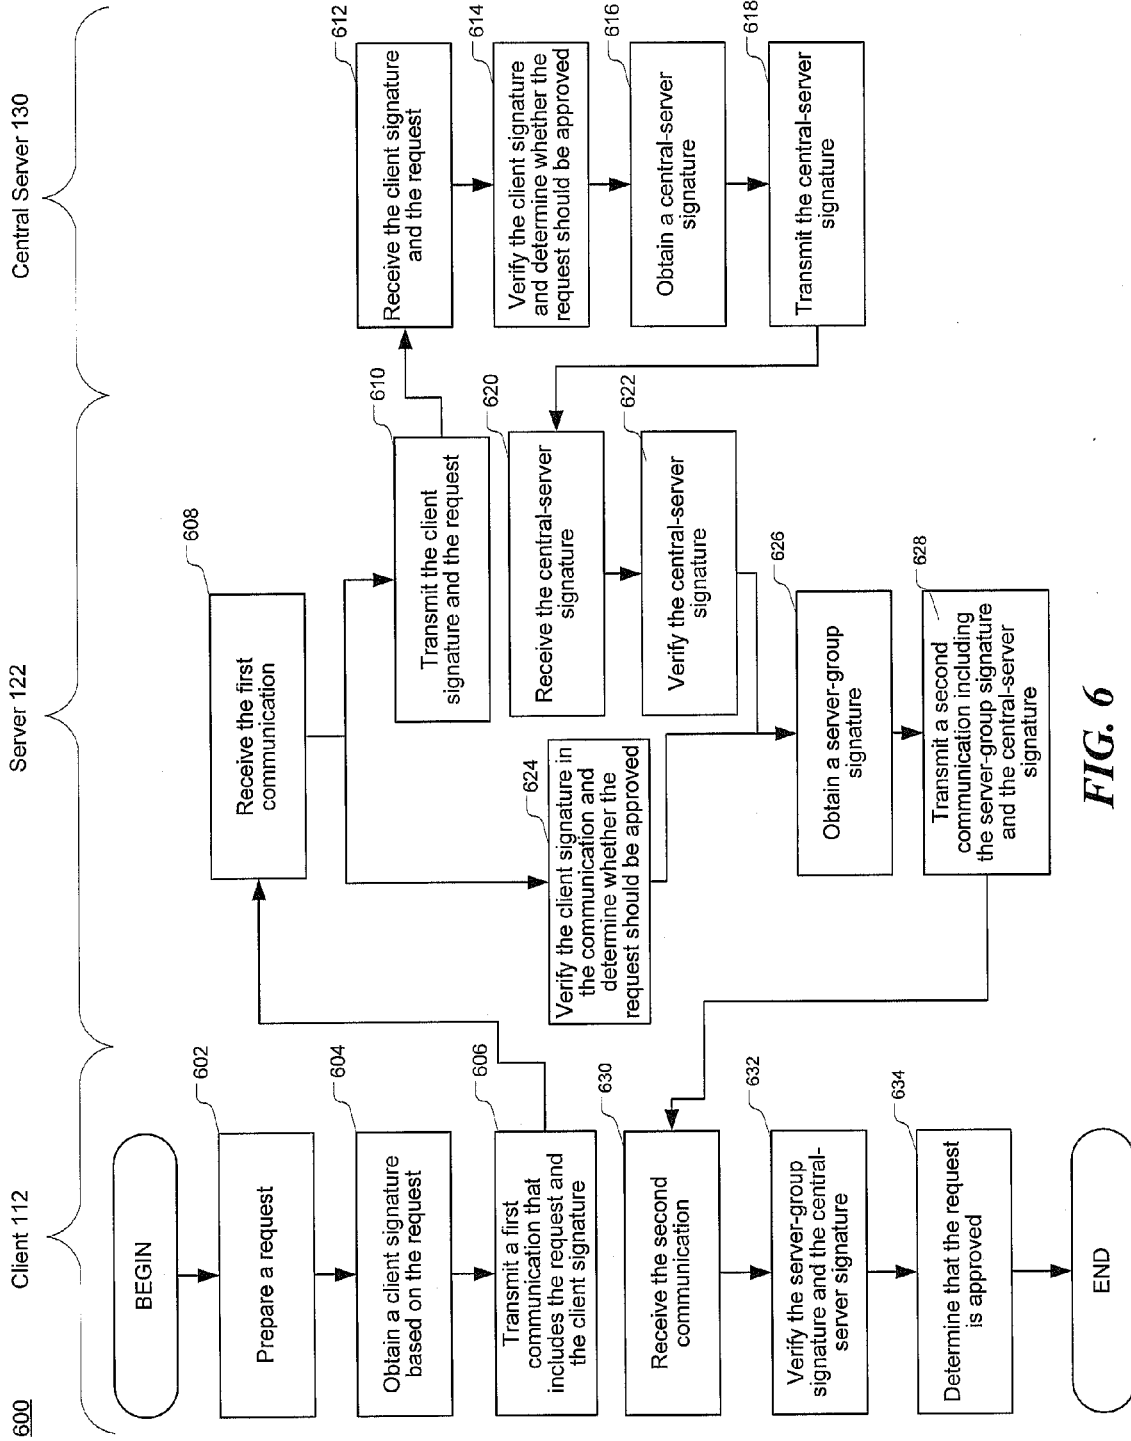 600
Client 112
Server 122
Central Server 130
BEGIN
602
Prepare a request
604
Obtain a client signature
based on the request
606
Transmit a first
communication that
includes the request and
the client signature
608
Receive the first
communication
610
Transmit the client
signature and the request
612
Receive the client signature
and the request
614
Verify the client signature
and determine whether the
request should be approved
616
Obtain a central-server
signature
618
Transmit the central-server
signature
620
Receive the central-server
signature
622
Verify the central-server
signature
624
Verify the client signature in
the communication and
determine whether the
request should be approved
626
Obtain a server-group
signature
628
Transmit a second
communication including
the server-group signature
and the central-server
signature
630
Receive the second
communication
632
Verify the server-group
signature and the central-
server signature
634
Determine that the request
is approved
END
FIG. 6